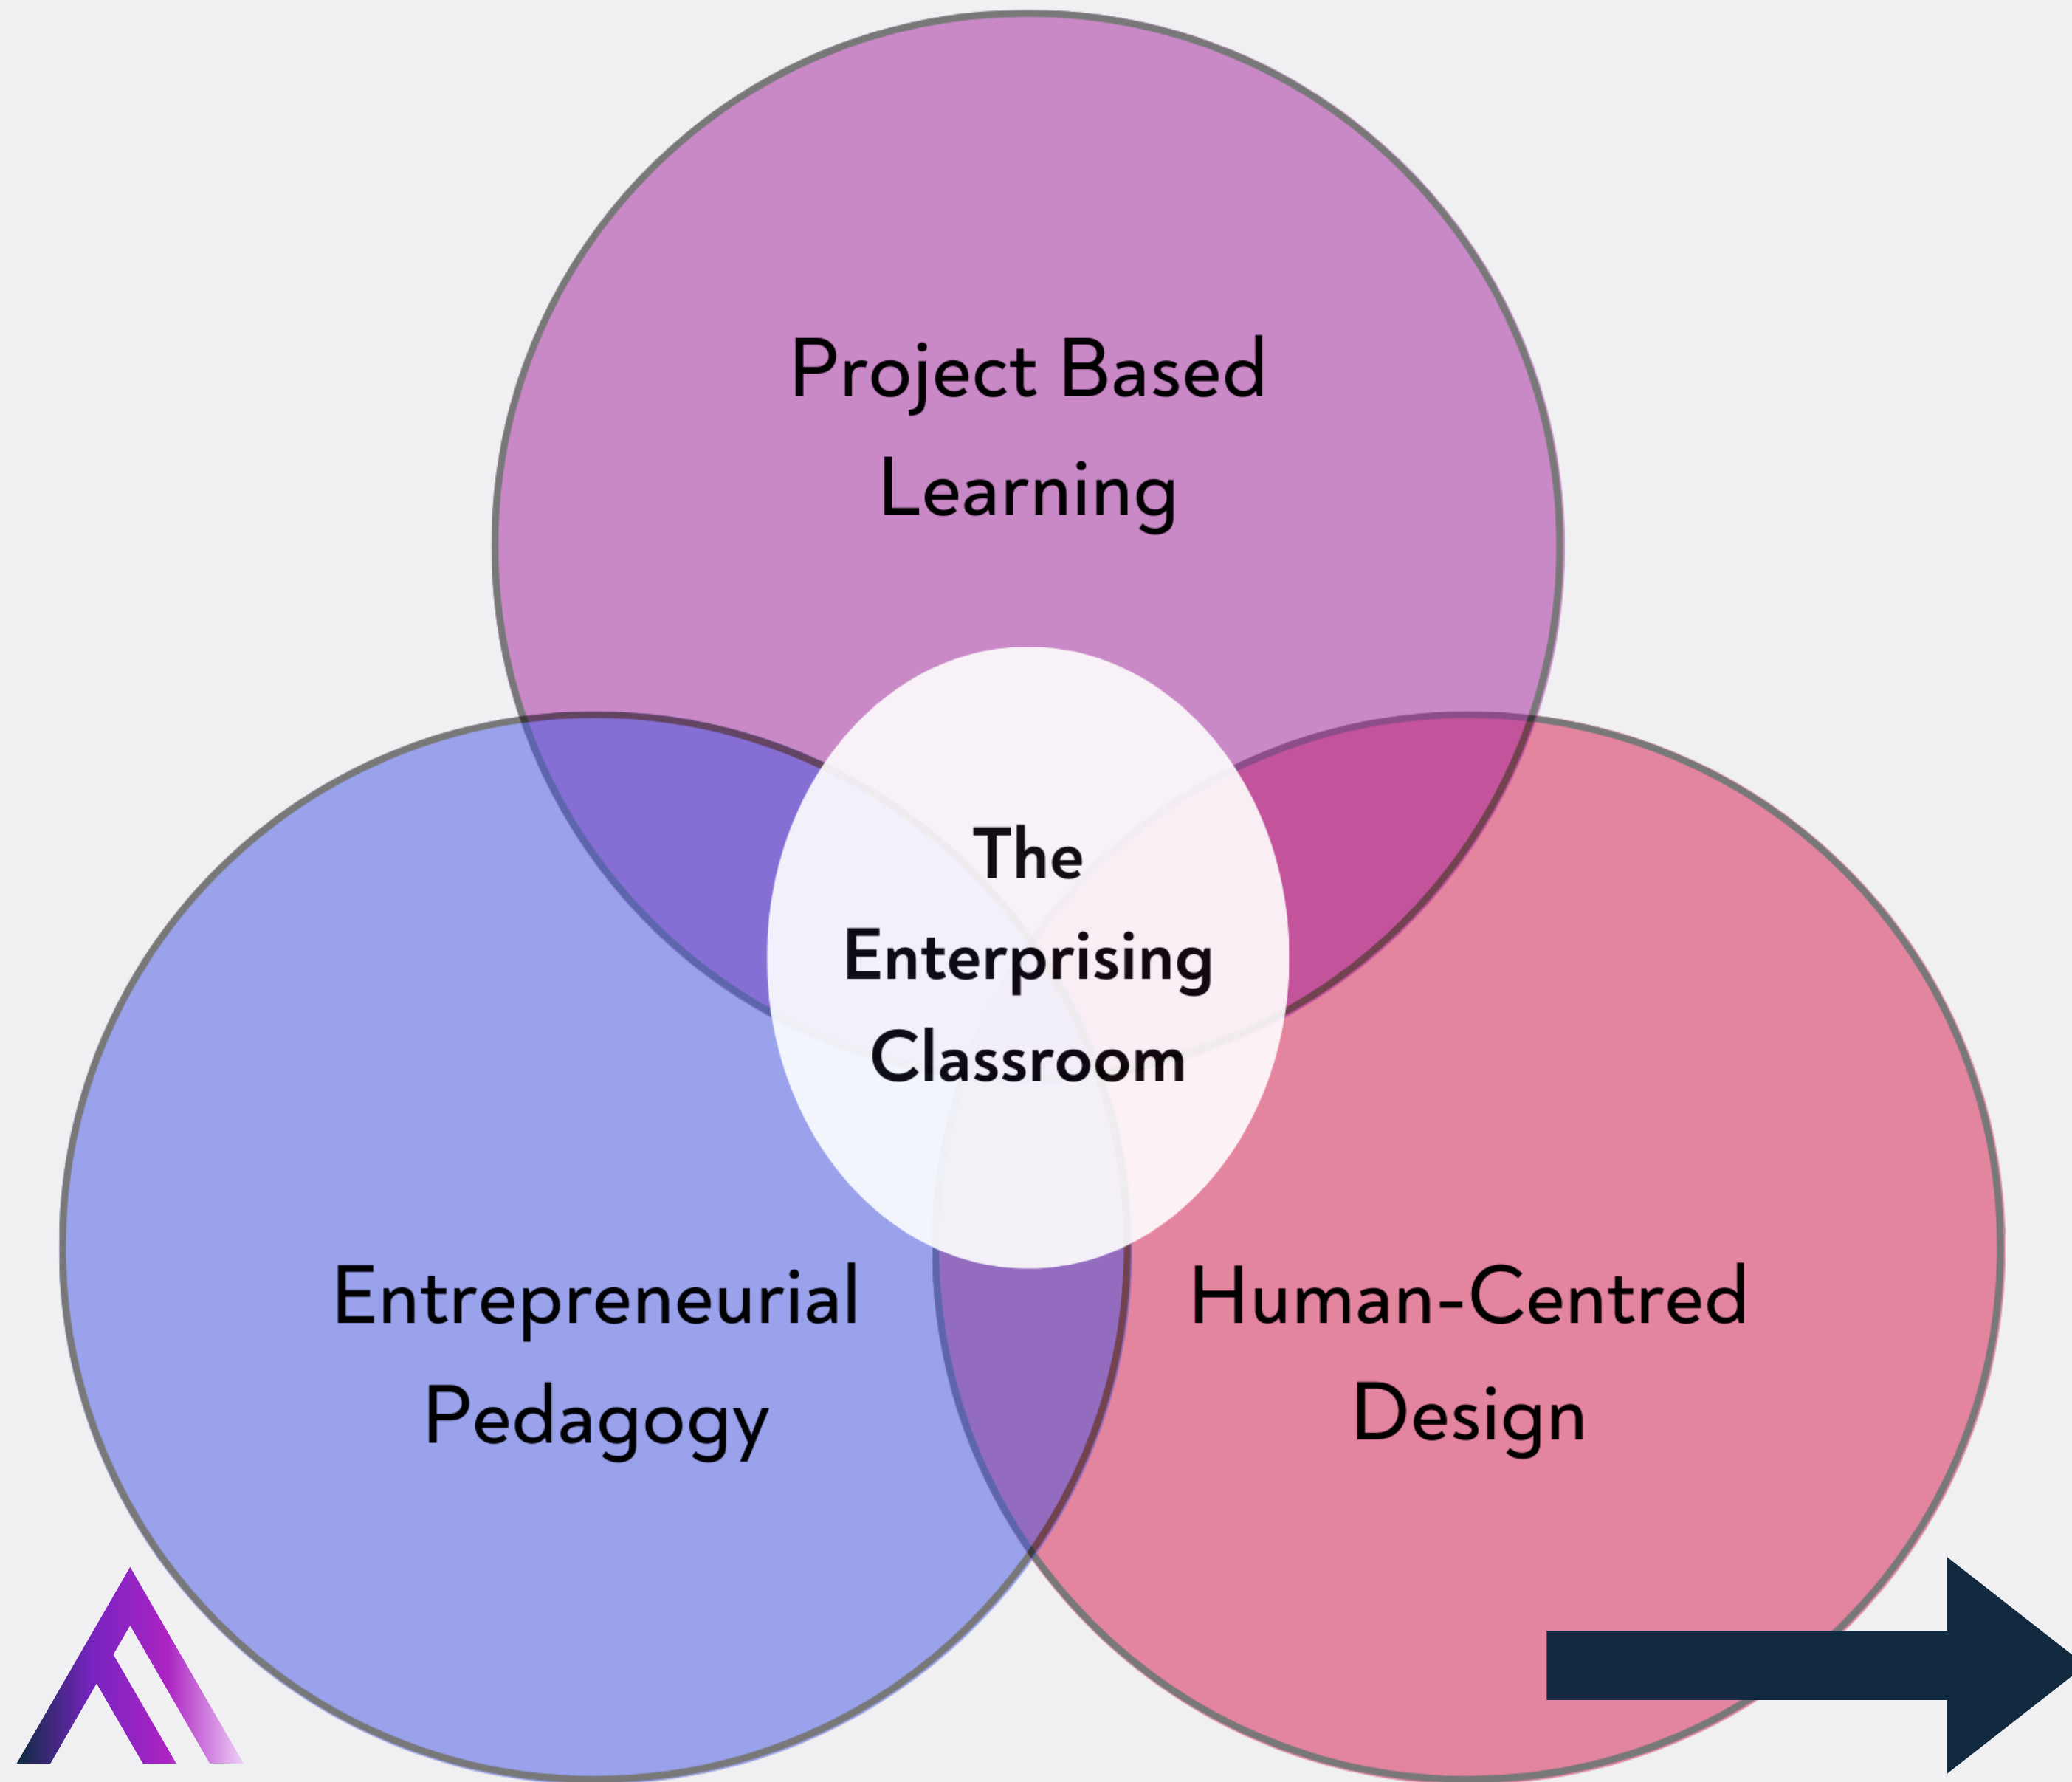 Project Based
Learning
The
Enterprising
Classroom
Entrepreneurial
Pedagogy
Human-Centred
Design